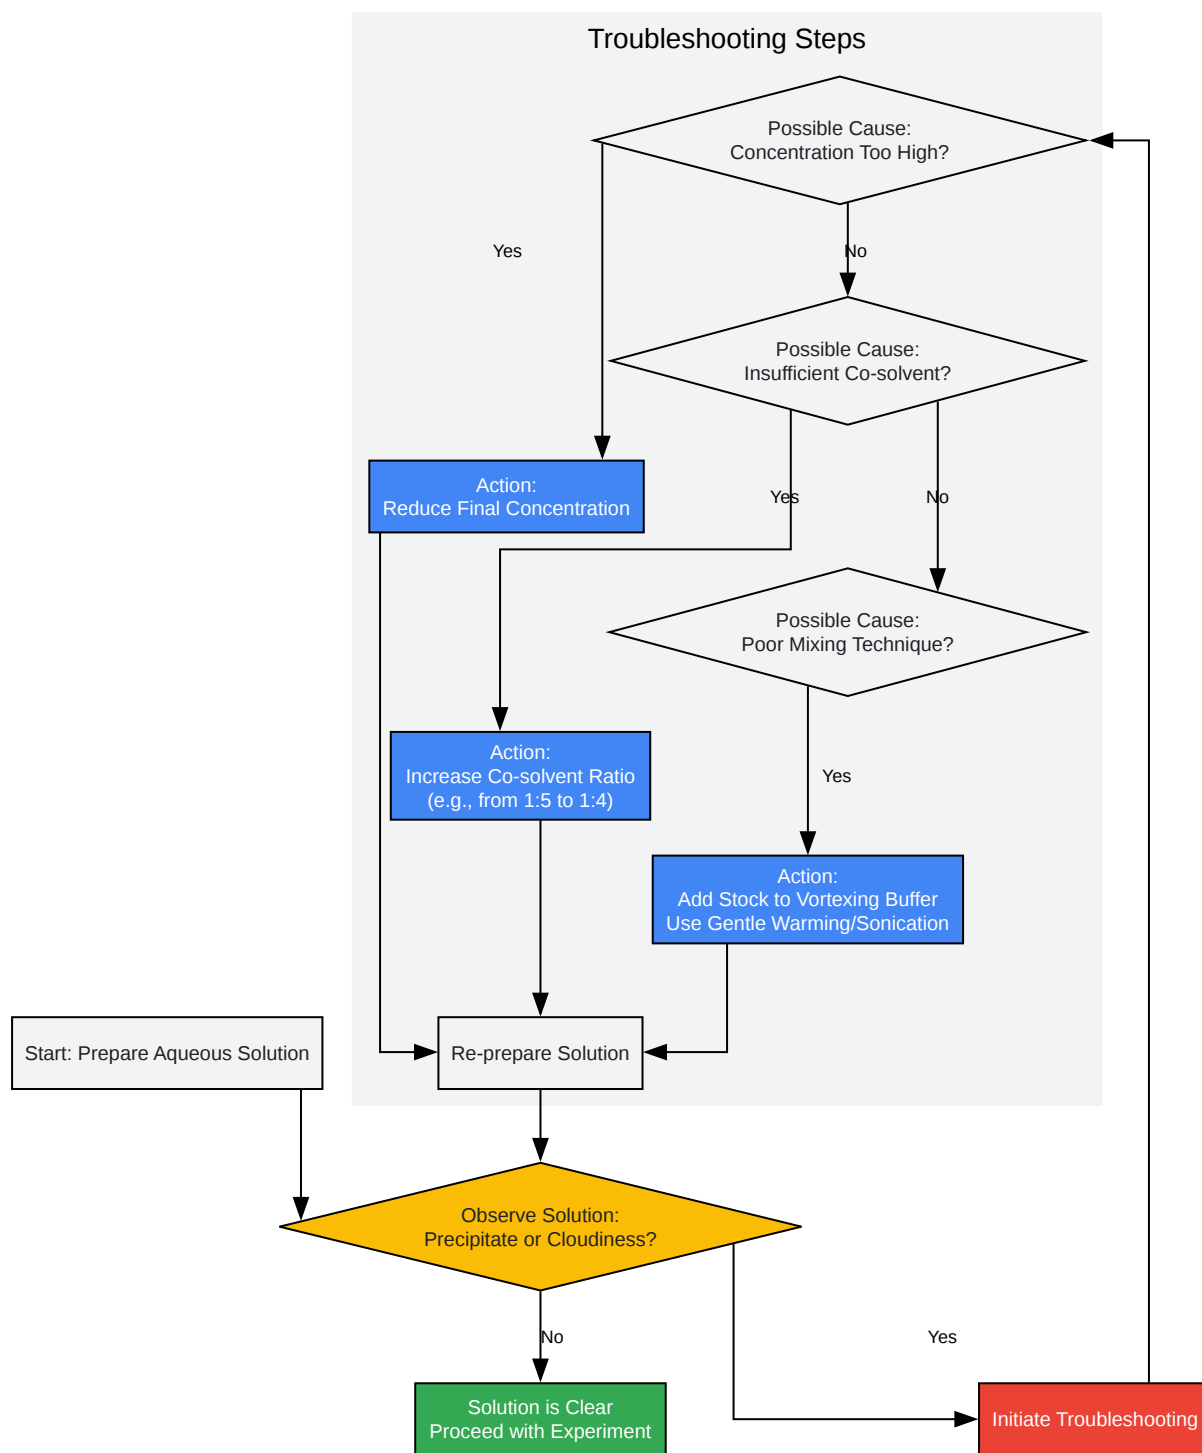 Troubleshooting Steps
Possible Cause:
Concentration Too High?
Yes
No
Possible Cause:
Insufficient Co-solvent?
Action:
Reduce Final Concentration
Yes
No
Possible Cause:
Poor Mixing Technique?
Action:
Increase Co-solvent Ratio
(e.g., from 1:5 to 1:4)
Yes
Action:
Add Stock to Vortexing Buffer
Use Gentle Warming/Sonication
Start: Prepare Aqueous Solution
Re-prepare Solution
Observe Solution:
Precipitate or Cloudiness?
No
Yes
Solution is Clear
Proceed with Experiment
Initiate Troubleshooting